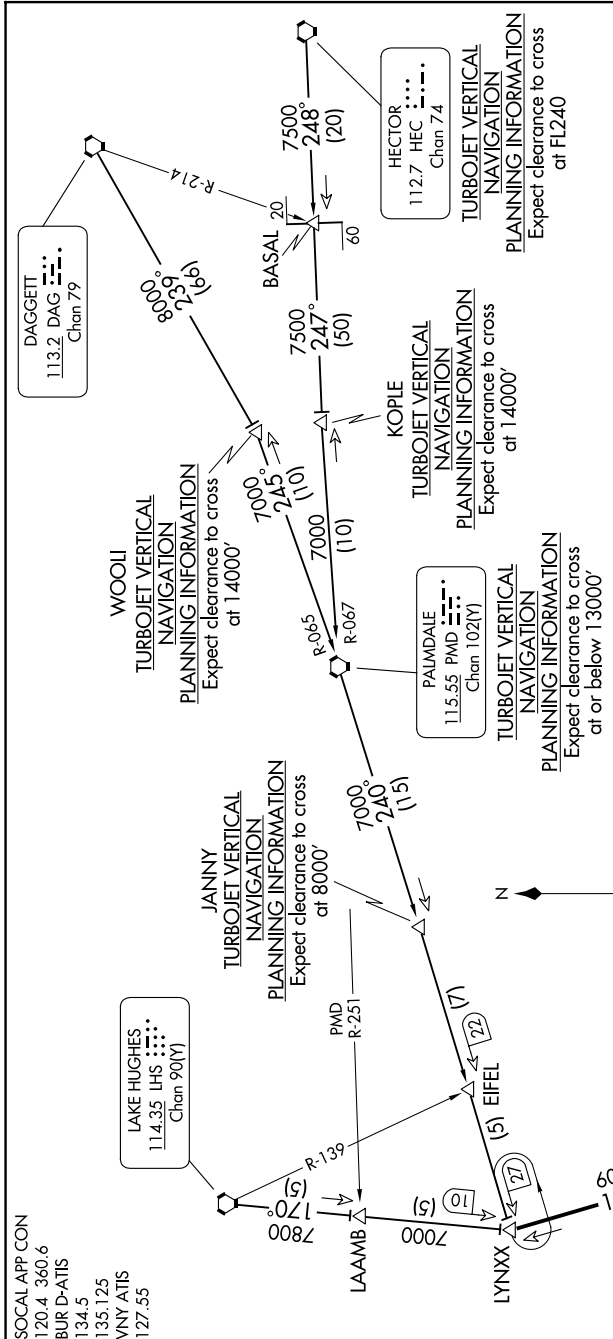 SOCAL APP CON
120.4 360.6
BUR D-ATIS
134.5
135.125
VNY ATIS
127.55
LAKE HUGHES
114.35 LHS
Chan 90(Y)
7800
170°
(5)
LAAMB
7000
(5)
10
LYNXX
R-139
PMD
R-251
27
(5)
EIFEL
22
(7)
JANNY
TURBOJET VERTICAL
NAVIGATION
PLANNING INFORMATION
Expect clearance to cross
at 8000'
7000
240°
(15)
N
PALMDALE
115.55 PMD
Chan 102(Y)
TURBOJET VERTICAL
NAVIGATION
PLANNING INFORMATION
Expect clearance to cross
at or below 13000'
R-065
R-067
WOOLI
TURBOJET VERTICAL
NAVIGATION
PLANNING INFORMATION
Expect clearance to cross
at 14000'
7000
245°
(10)
7000
(10)
KOPLE
TURBOJET VERTICAL
NAVIGATION
PLANNING INFORMATION
Expect clearance to cross
at 14000'
DAGGETT
113.2 DAG
Chan 79
8000
239°
(66)
R-214
7500
247°
(50)
BASAL
20
60
7500
248°
(20)
HECTOR
112.7 HEC
Chan 74
TURBOJET VERTICAL
NAVIGATION
PLANNING INFORMATION
Expect clearance to cross
at FL240